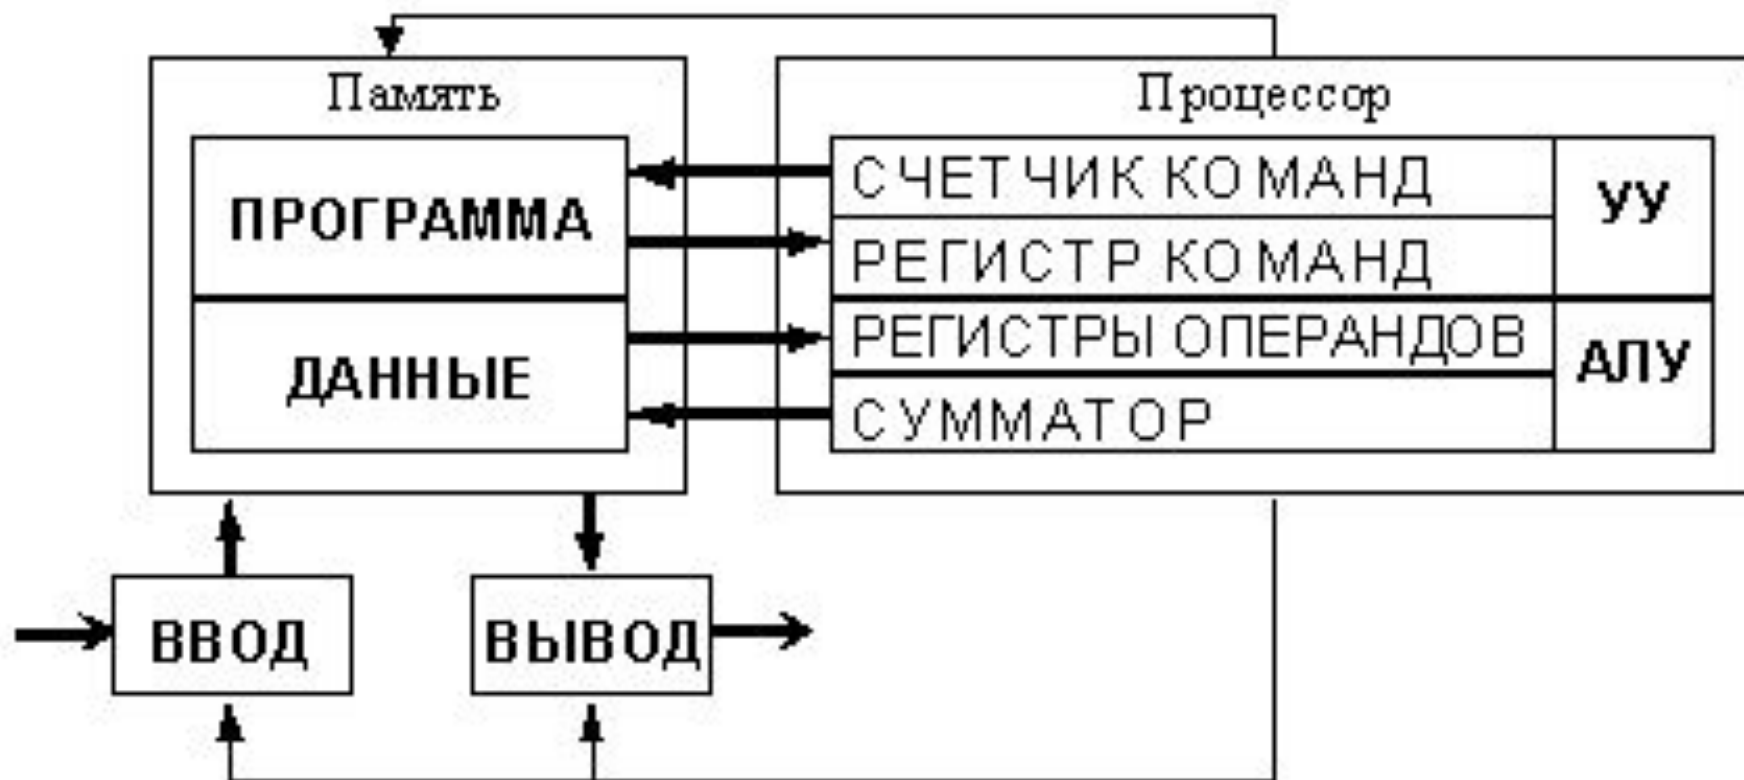 Память
ПРОГРАММА
ДАННЫЕ
Процессор
СЧЕТЧИК КОМАНД
РЕГИСТР КОМАНД
УУ
РЕГИСТРЫ ОПЕРАНДОВ
СУММАТОР
АЛУ
ВВОД
ВЫВОД